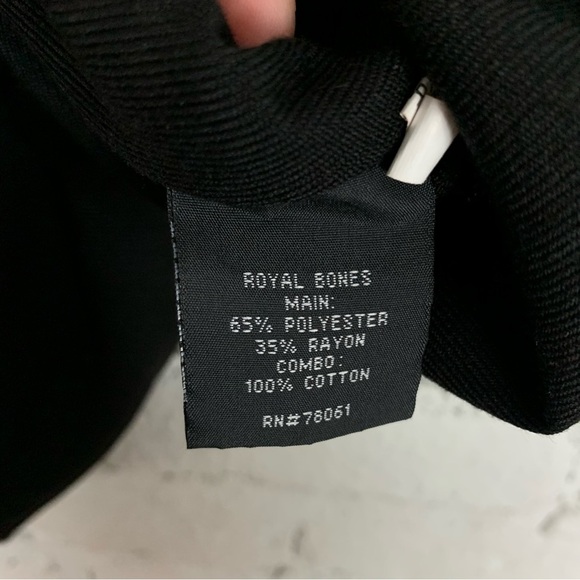 ROYAL BONES
MAIN:
65% POLYESTER
35% RAYON
COMBO:
100% COTTON
RN#78061